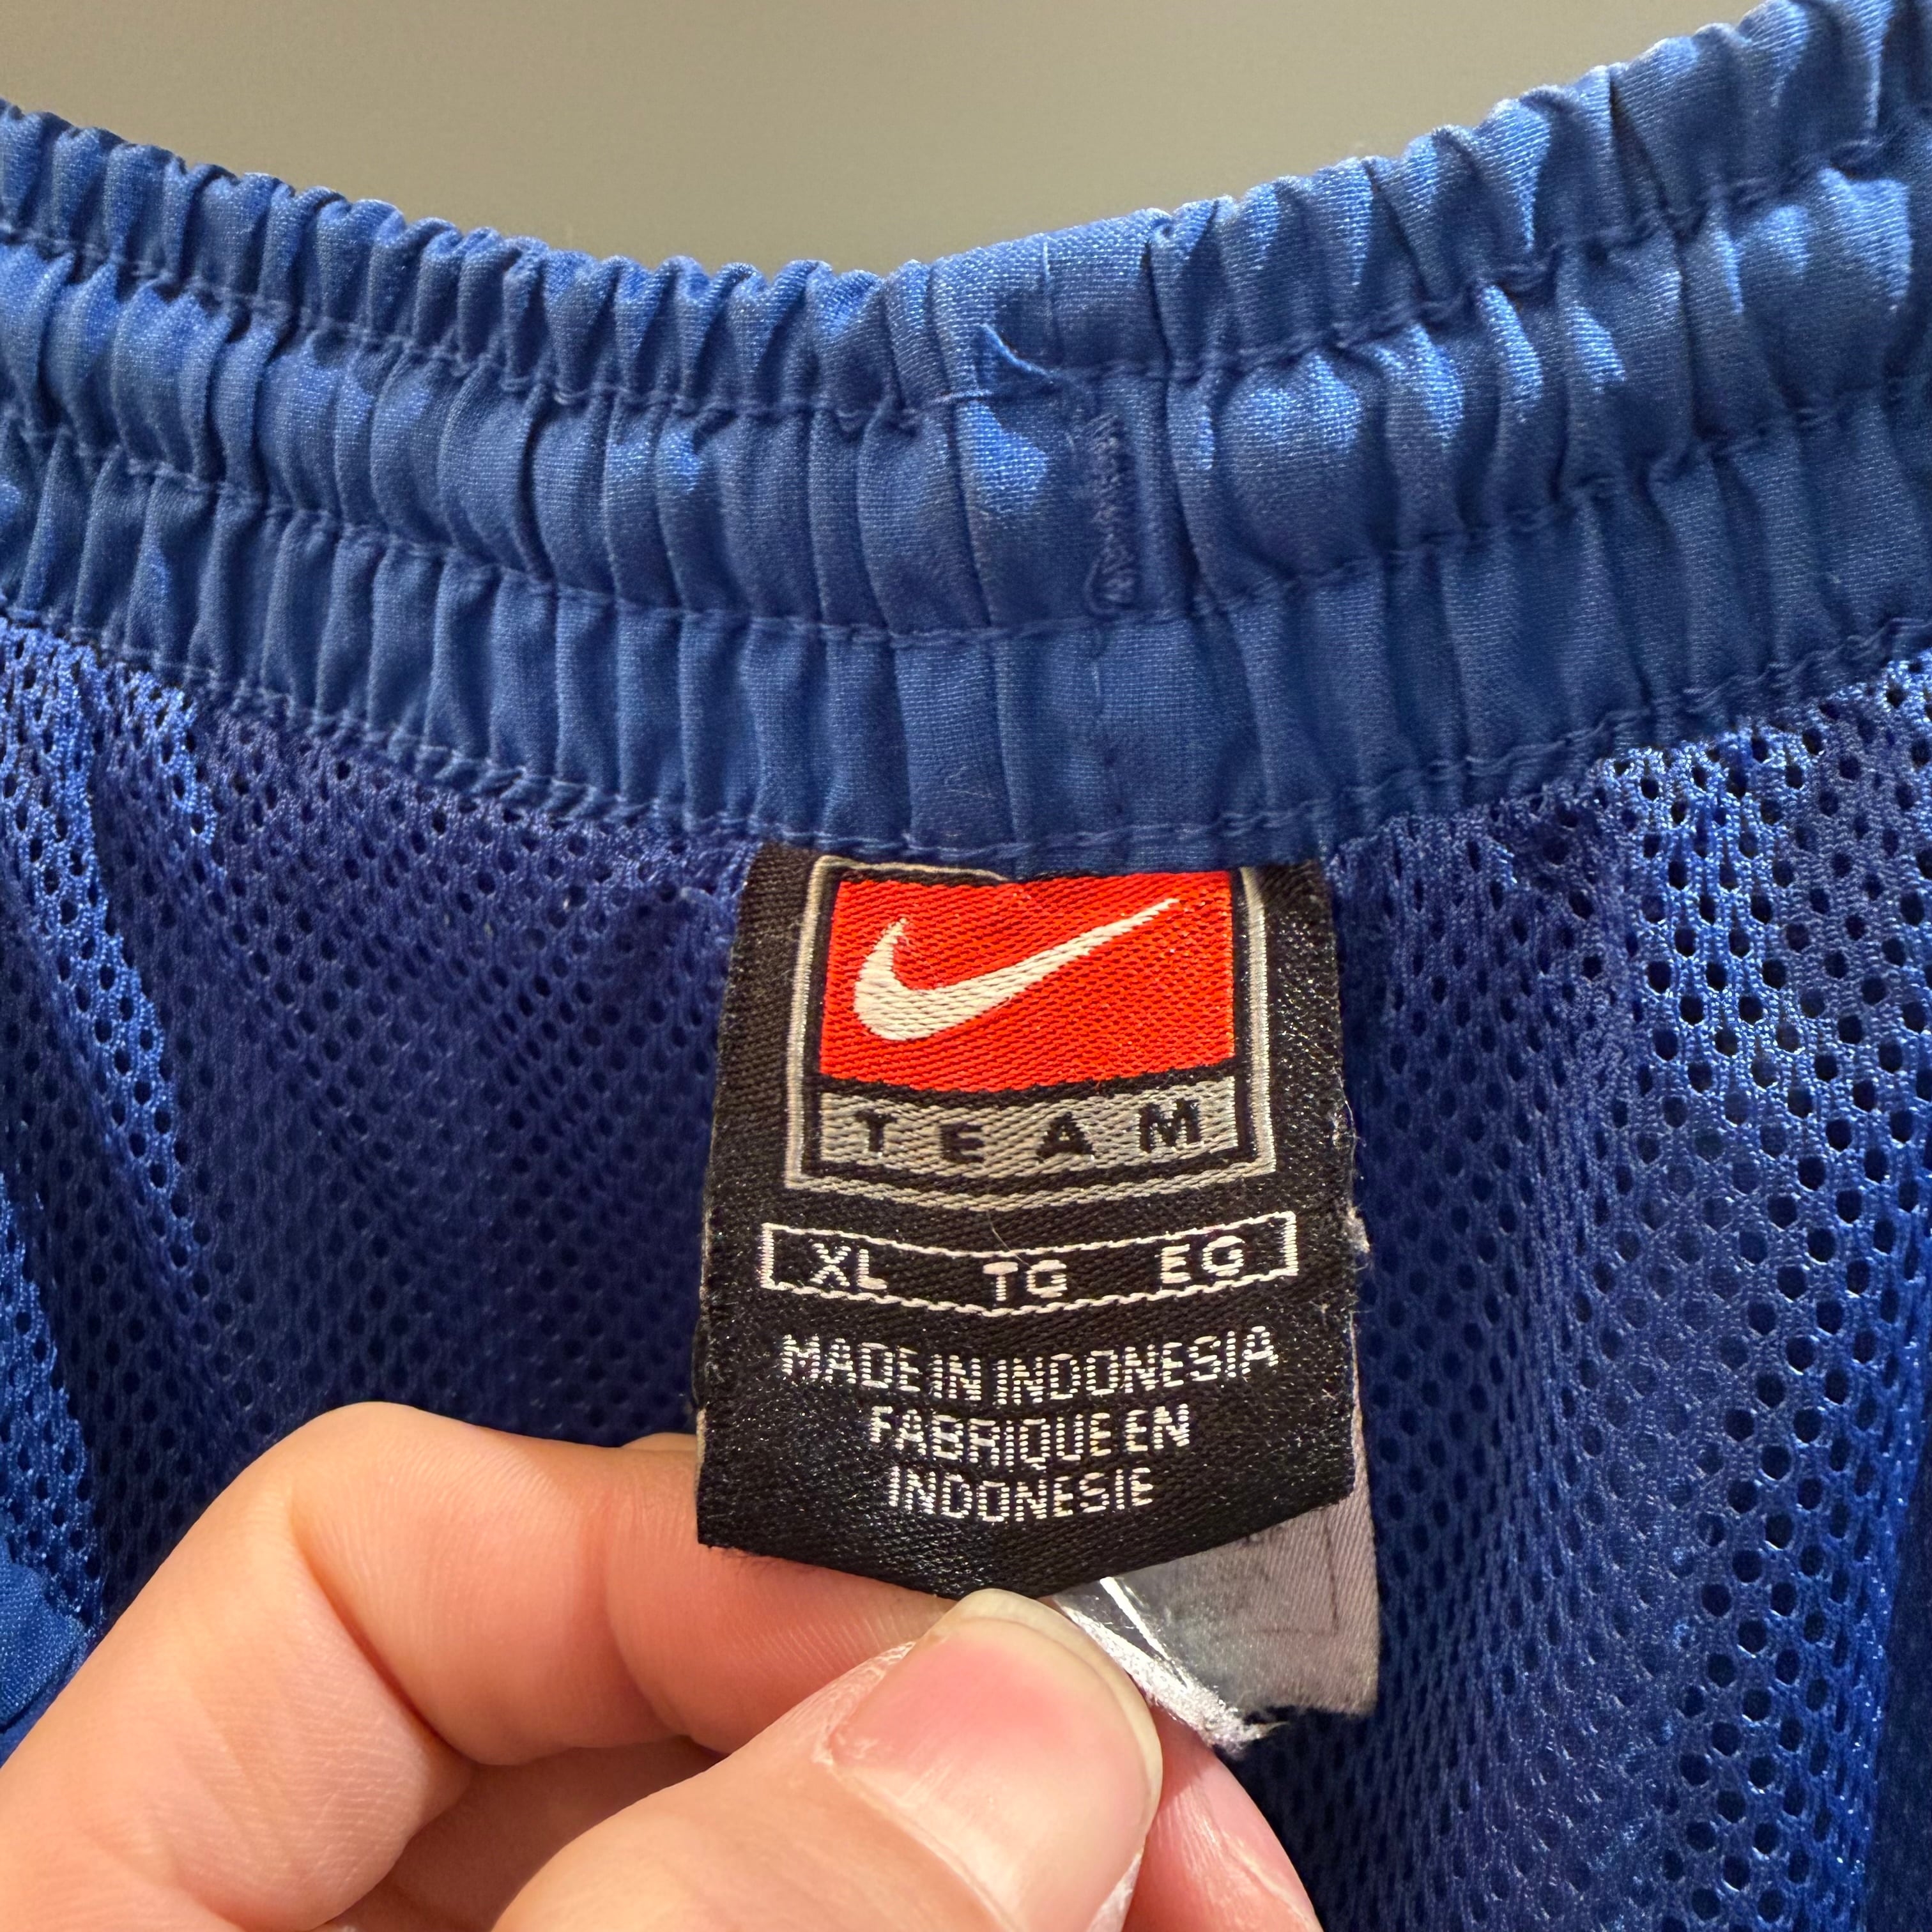 TEAM
XL TG EG
MADE IN INDONESIA
FABRIQUE EN
INDONESIE